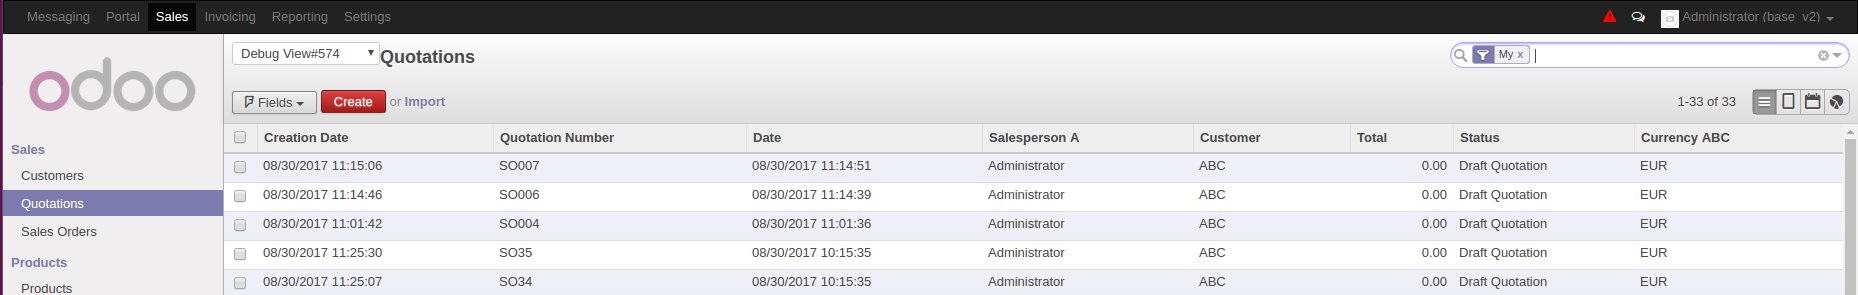 Messaging Portal Sales Invoicing Reporting Settings Administrator (base_v2)
odoo
Debug View#574 Quotations My x
Fields Create or Import 1-33 of 33
Creation Date Quotation Number Date Salesperson A Customer Total Status Currency ABC
Sales
Customers
Quotations
Sales Orders
Products
Products
08/30/2017 11:15:06 SO007 08/30/2017 11:14:51 Administrator ABC 0.00 Draft Quotation EUR
08/30/2017 11:14:46 SO006 08/30/2017 11:14:39 Administrator ABC 0.00 Draft Quotation EUR
08/30/2017 11:01:42 SO004 08/30/2017 11:01:36 Administrator ABC 0.00 Draft Quotation EUR
08/30/2017 11:25:30 SO35 08/30/2017 10:15:35 Administrator ABC 0.00 Draft Quotation EUR
08/30/2017 11:25:07 SO34 08/30/2017 10:15:35 Administrator ABC 0.00 Draft Quotation EUR